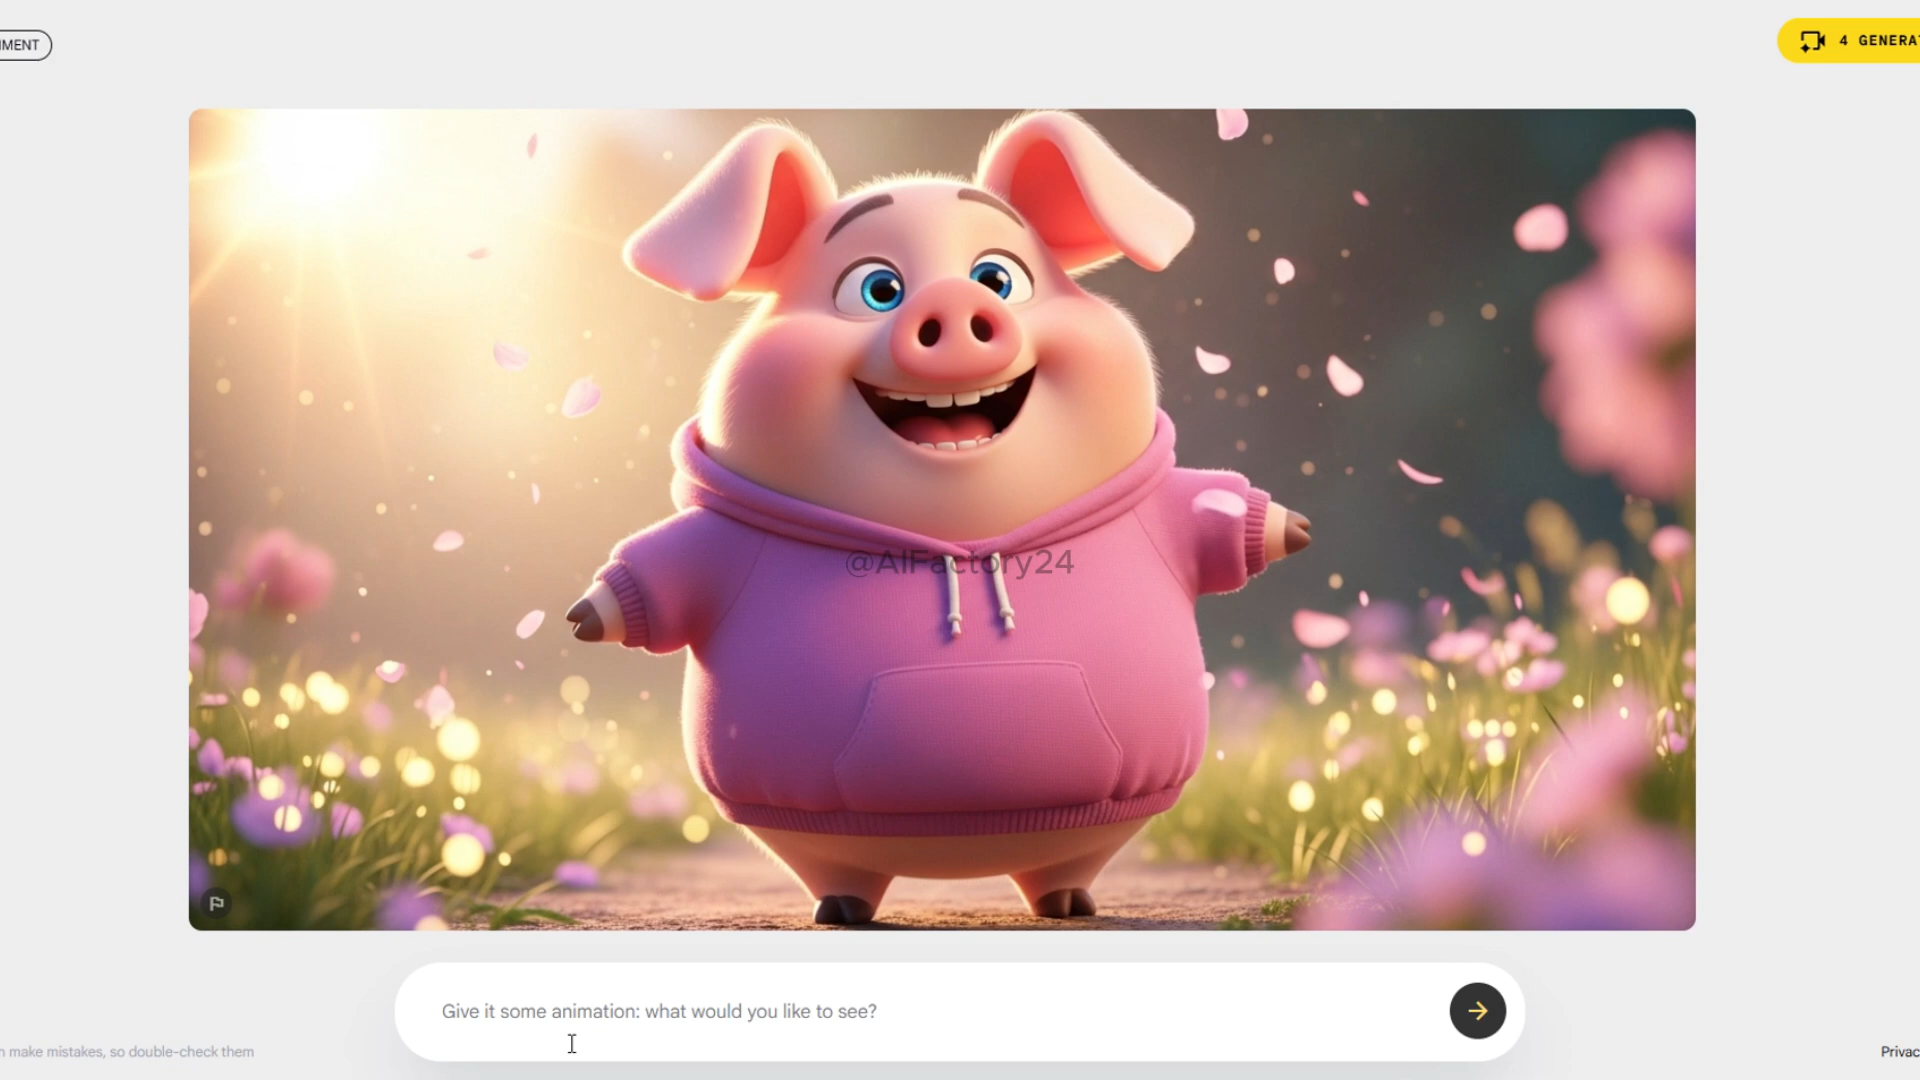 MENT
4 GENERAT
@AIFactory24
Give it some animation: what would you like to see?
make mistakes, so double-check them
Privac